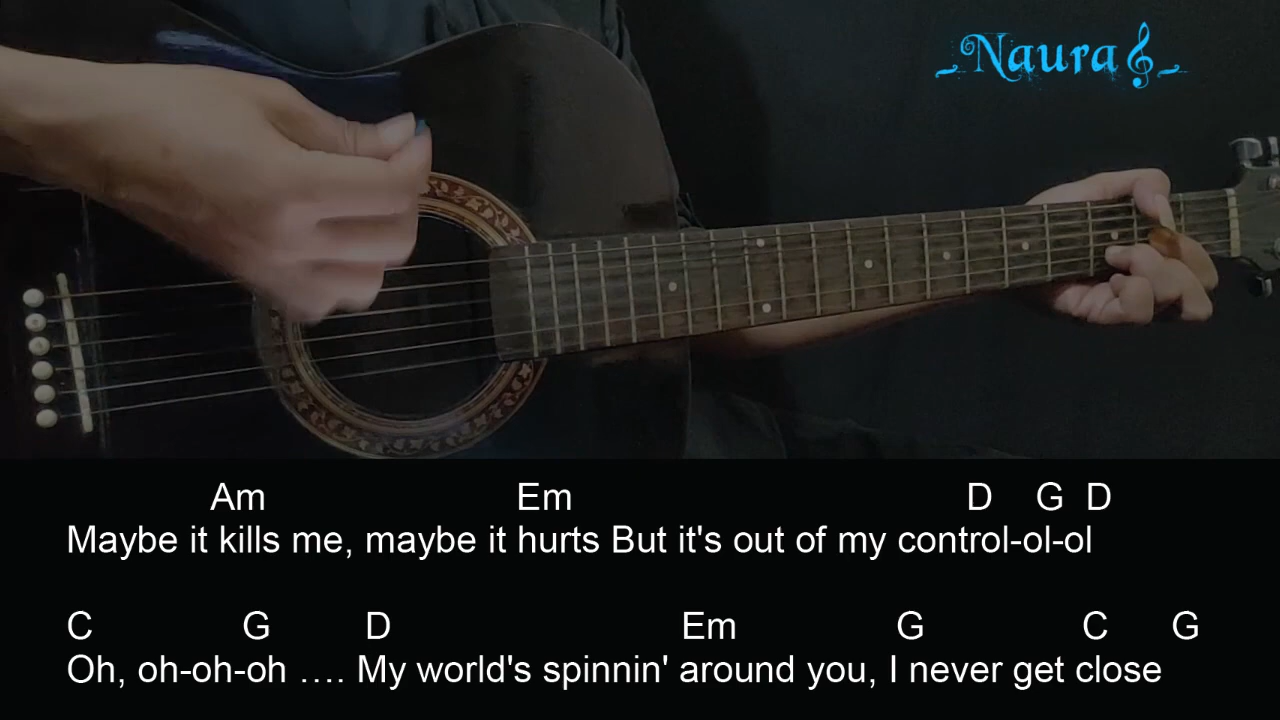 Naura
Am Em D G D
Maybe it kills me, maybe it hurts But it's out of my control-ol-ol
C G D Em G C G
Oh, oh-oh-oh …. My world's spinnin' around you, I never get close